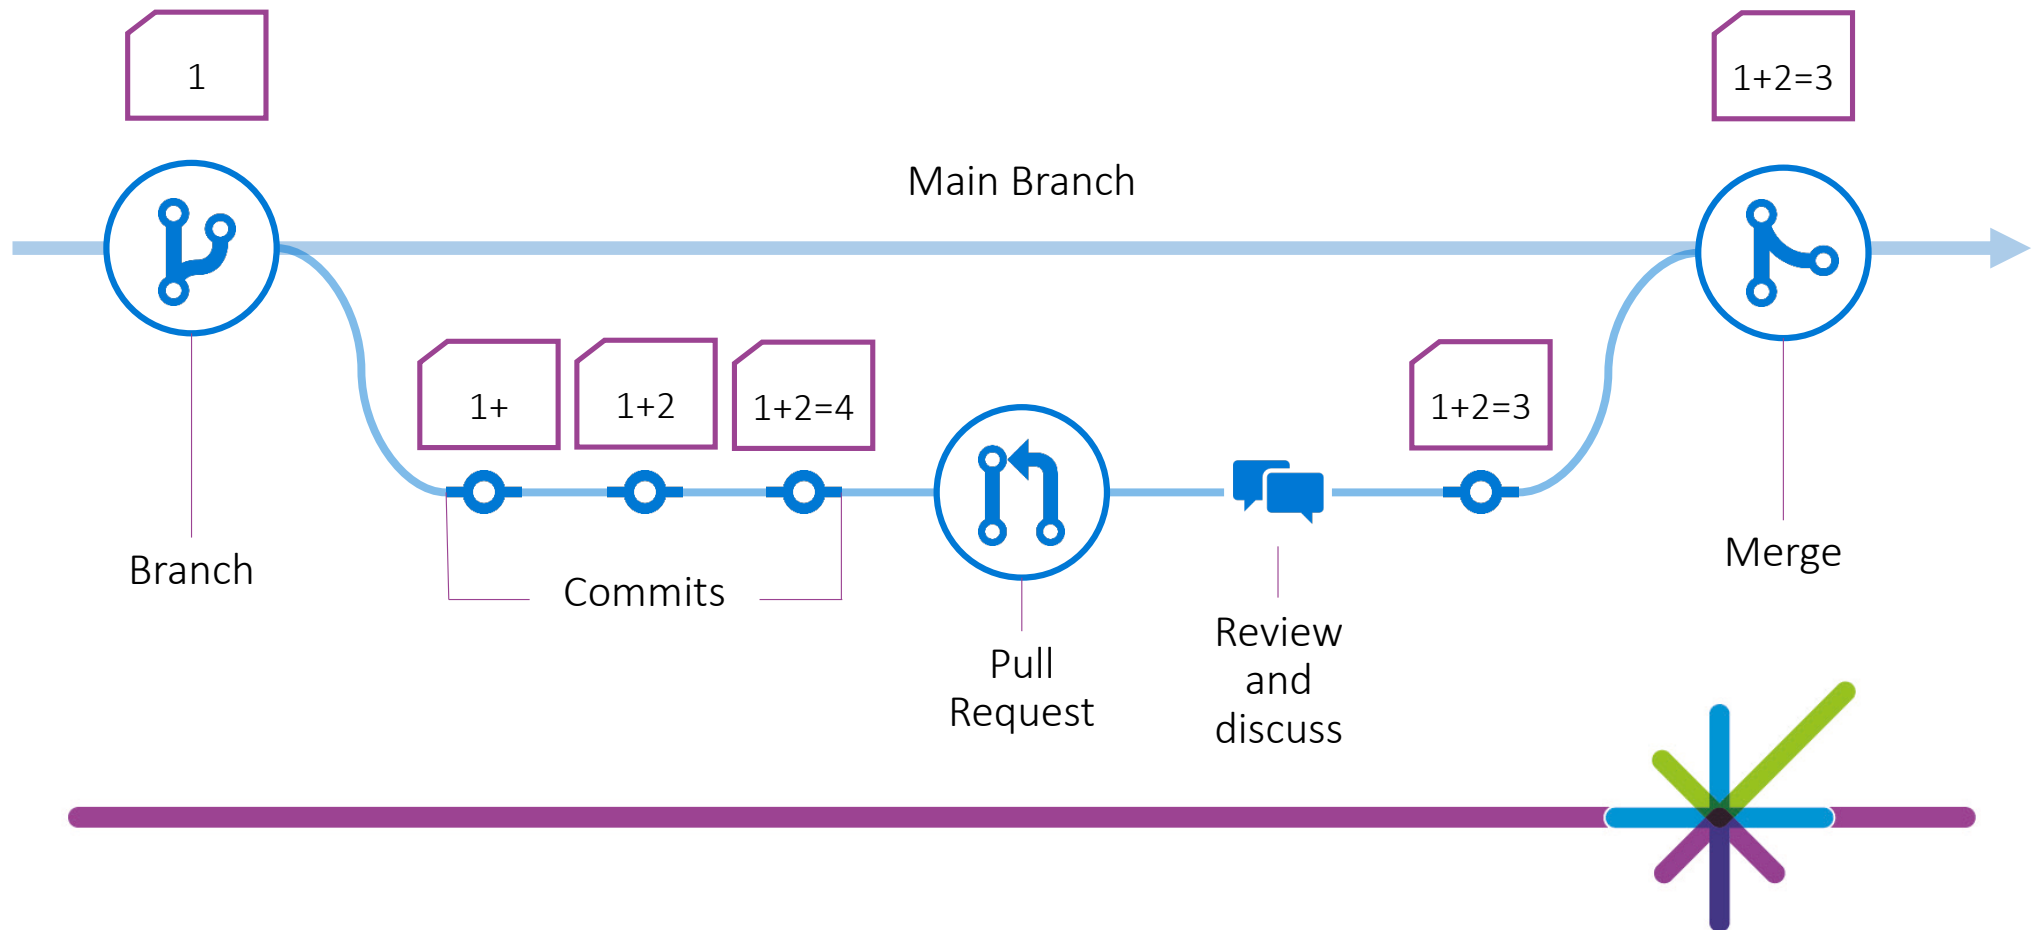 1
1+2=3
Main Branch
1+
1+2
1+2=4
1+2=3
Branch
Commits
Pull
Request
Review
and
discuss
Merge